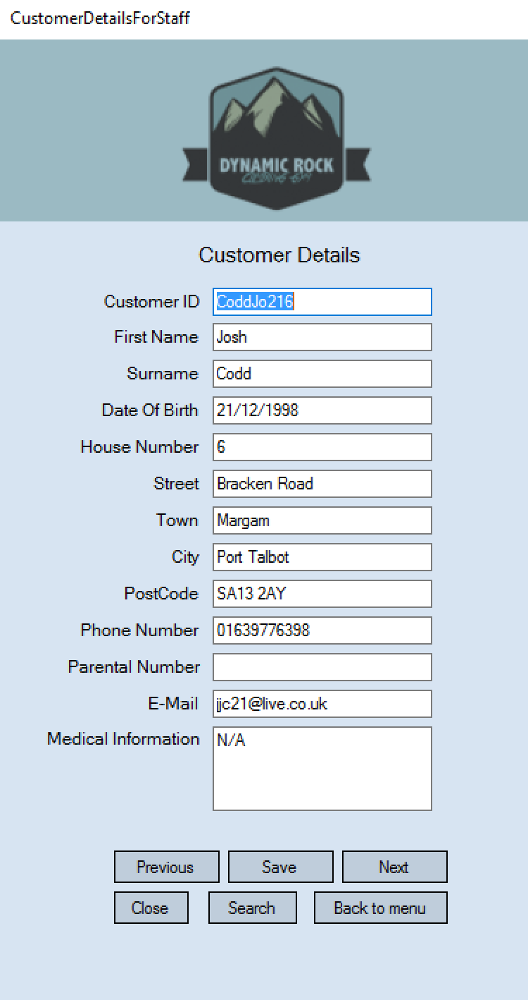 CustomerDetailsForStaff
DYNAMIC ROCK
CLIMBING GYM
Customer Details
Customer ID CoddJo216
First Name Josh
Surname Codd
Date Of Birth 21/12/1998
House Number 6
Street Bracken Road
Town Margam
City Port Talbot
PostCode SA13 2AY
Phone Number 01639776398
Parental Number
E-Mail jjc21@live.co.uk
Medical Information N/A
Previous Save Next
Close Search Back to menu